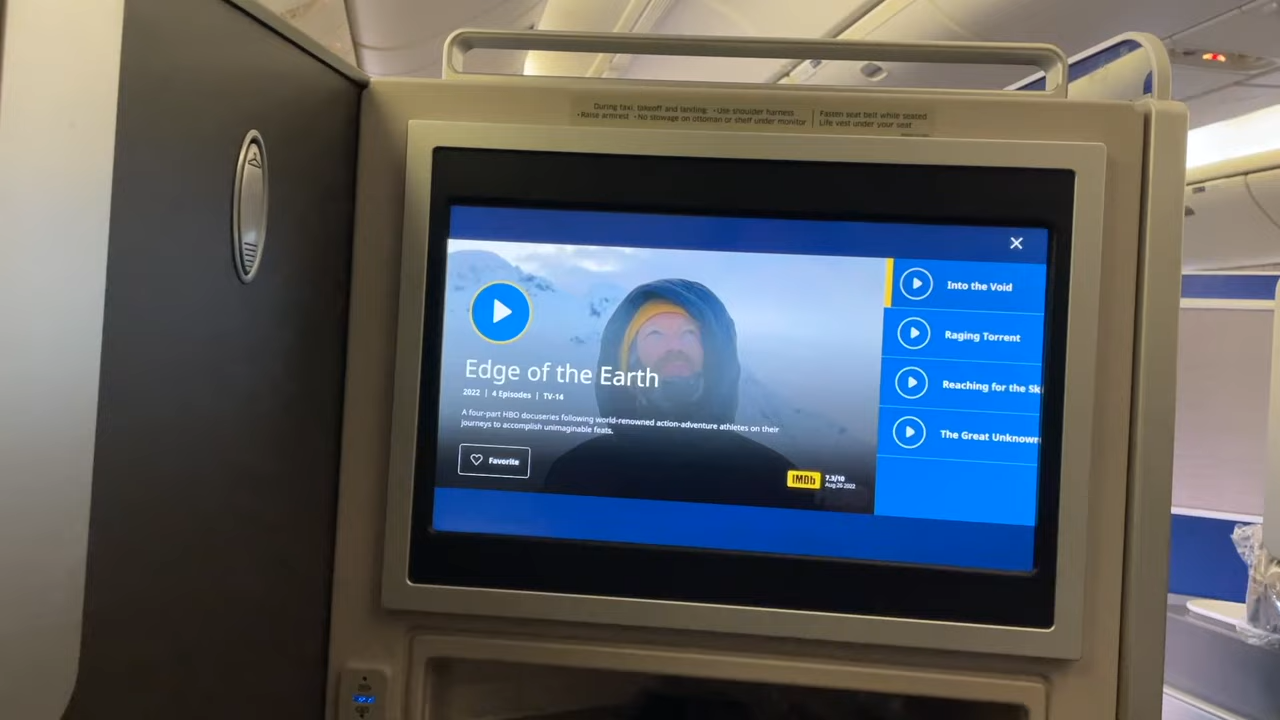 During taxi, takeoff and landing: •Use shoulder harness
•Raise armrest •No stowage on ottoman or shelf under monitor
Fasten seat belt while seated
Life vest under your seat
Edge of the Earth
2022 | 4 Episodes | TV-14
A four-part HBO docuseries following world-renowned action-adventure athletes on their
journeys to accomplish unimaginable feats.
Favorite
IMDb
7.3/10
Aug 26 2022
Into the Void
Raging Torrent
Reaching for the Sk
The Great Unknown